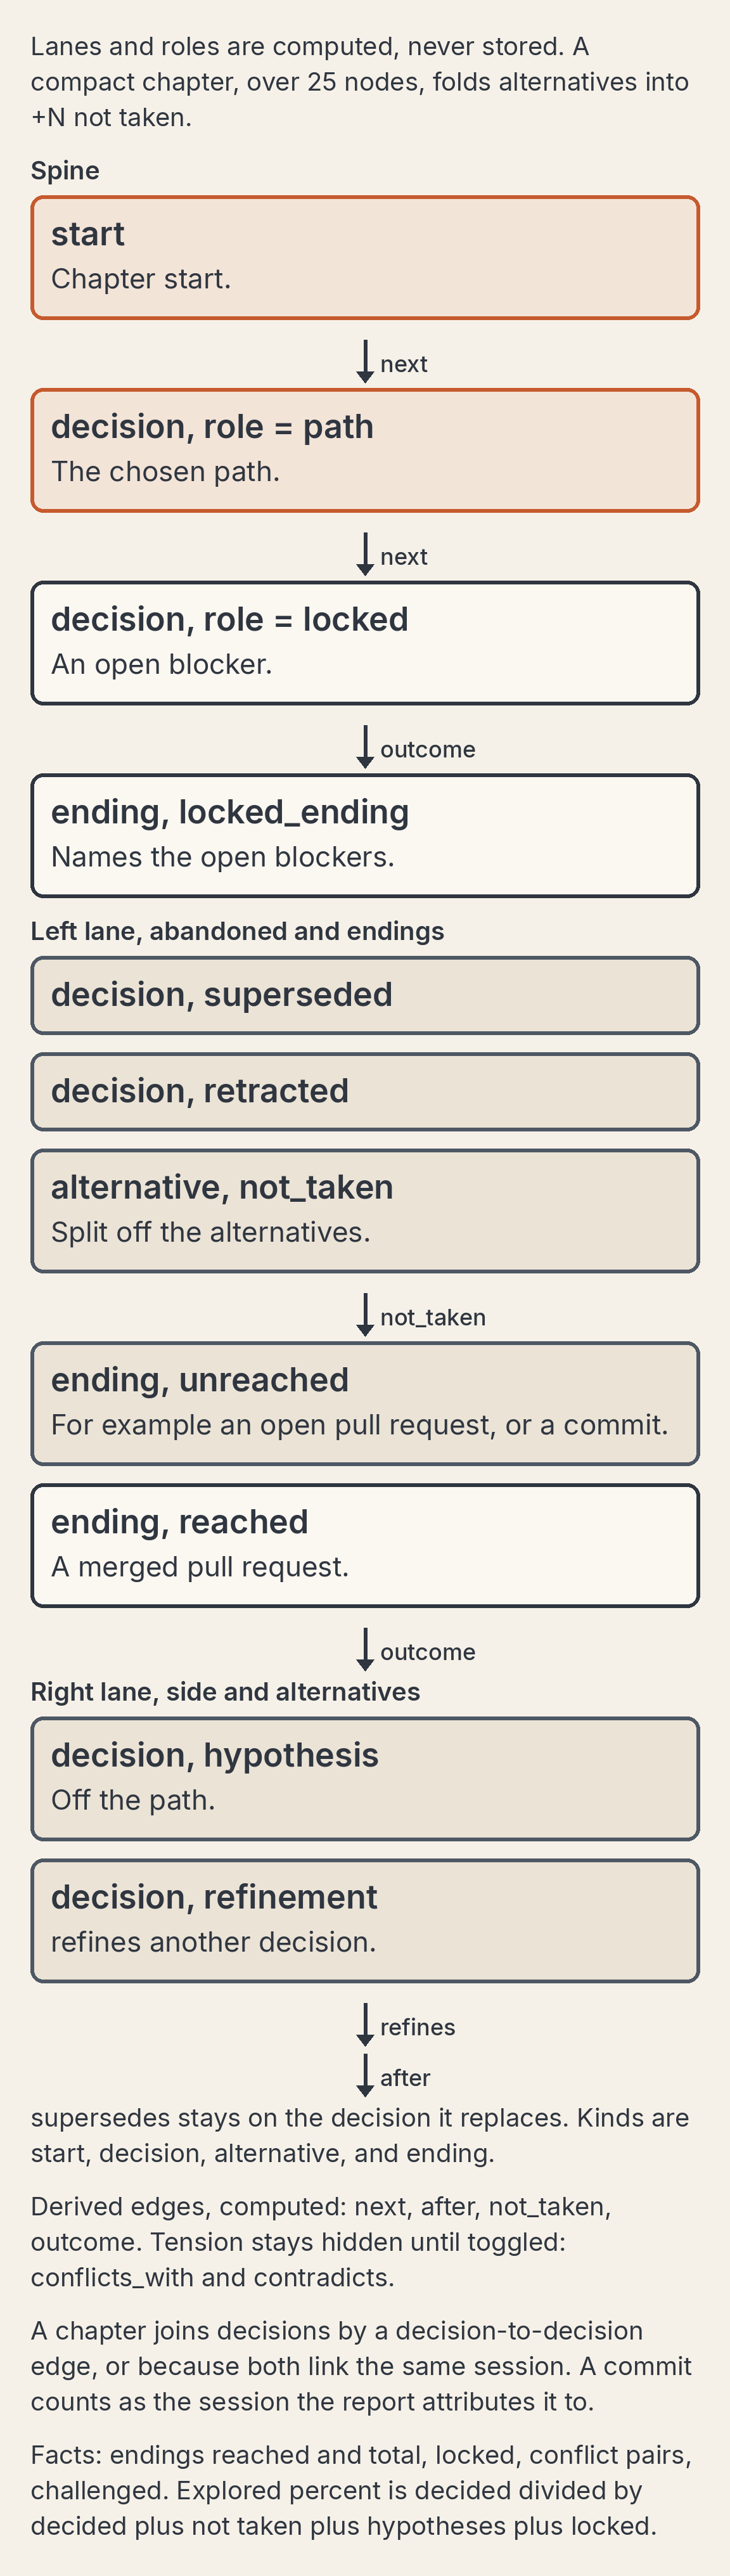 Lanes and roles are computed, never stored. A
compact chapter, over 25 nodes, folds alternatives into
+N not taken.
Spine
start
Chapter start.
next
decision, role = path
The chosen path.
next
decision, role = locked
An open blocker.
outcome
ending, locked_ending
Names the open blockers.
Left lane, abandoned and endings
decision, superseded
decision, retracted
alternative, not_taken
Split off the alternatives.
not_taken
ending, unreached
For example an open pull request, or a commit.
ending, reached
A merged pull request.
outcome
Right lane, side and alternatives
decision, hypothesis
Off the path.
decision, refinement
refines another decision.
refines
after
supersedes stays on the decision it replaces. Kinds are
start, decision, alternative, and ending.
Derived edges, computed: next, after, not_taken,
outcome. Tension stays hidden until toggled:
conflicts_with and contradicts.
A chapter joins decisions by a decision-to-decision
edge, or because both link the same session. A commit
counts as the session the report attributes it to.
Facts: endings reached and total, locked, conflict pairs,
challenged. Explored percent is decided divided by
decided plus not taken plus hypotheses plus locked.